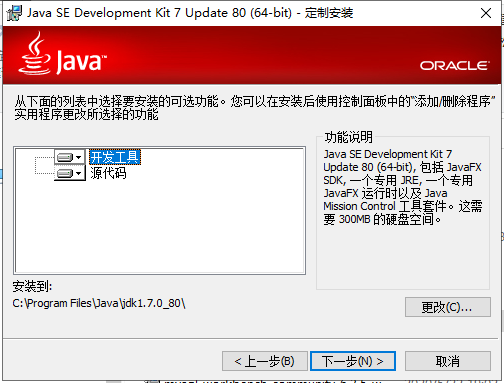 Java SE Development Kit 7 Update 80 (64-bit) - 定制安装
Java™
ORACLE
从下面的列表中选择要安装的可选功能。您可以在安装后使用控制面板中的“添加/删除程序”
实用程序更改所选择的功能
开发工具
源代码
功能说明
Java SE Development Kit 7
Update 80 (64-bit), 包括 JavaFX
SDK, 一个专用 JRE, 一个专用
JavaFX 运行时以及 Java
Mission Control 工具套件。这需
要 300MB 的硬盘空间。
安装到:
C:\Program Files\Java\jdk1.7.0_80\
更改(C)...
< 上一步(B)
下一步(N) >
取消